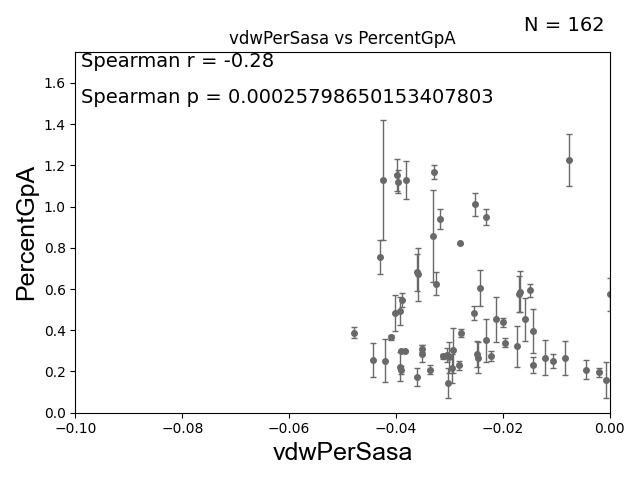 N = 162
vdwPerSasa vs PercentGpA
Spearman r = -0.28
Spearman p = 0.00025798650153407803
PercentGpA
1.6
1.4
1.2
1.0
0.8
0.6
0.4
0.2
0.0
−0.10 −0.08 −0.06 −0.04 −0.02 0.00
vdwPerSasa